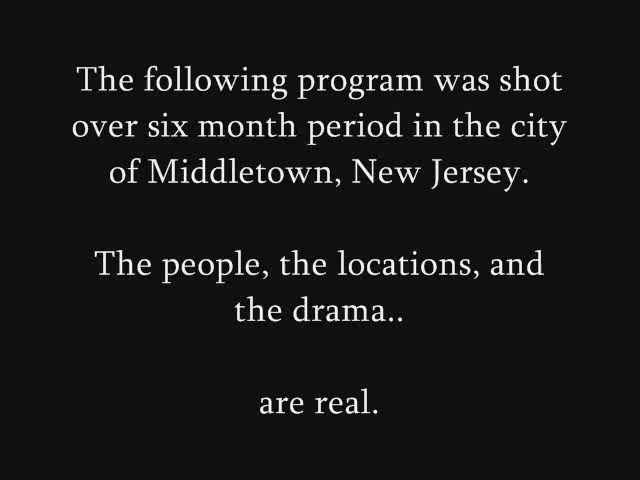 The following program was shot
over six month period in the city
of Middletown, New Jersey.
The people, the locations, and
the drama..
are real.